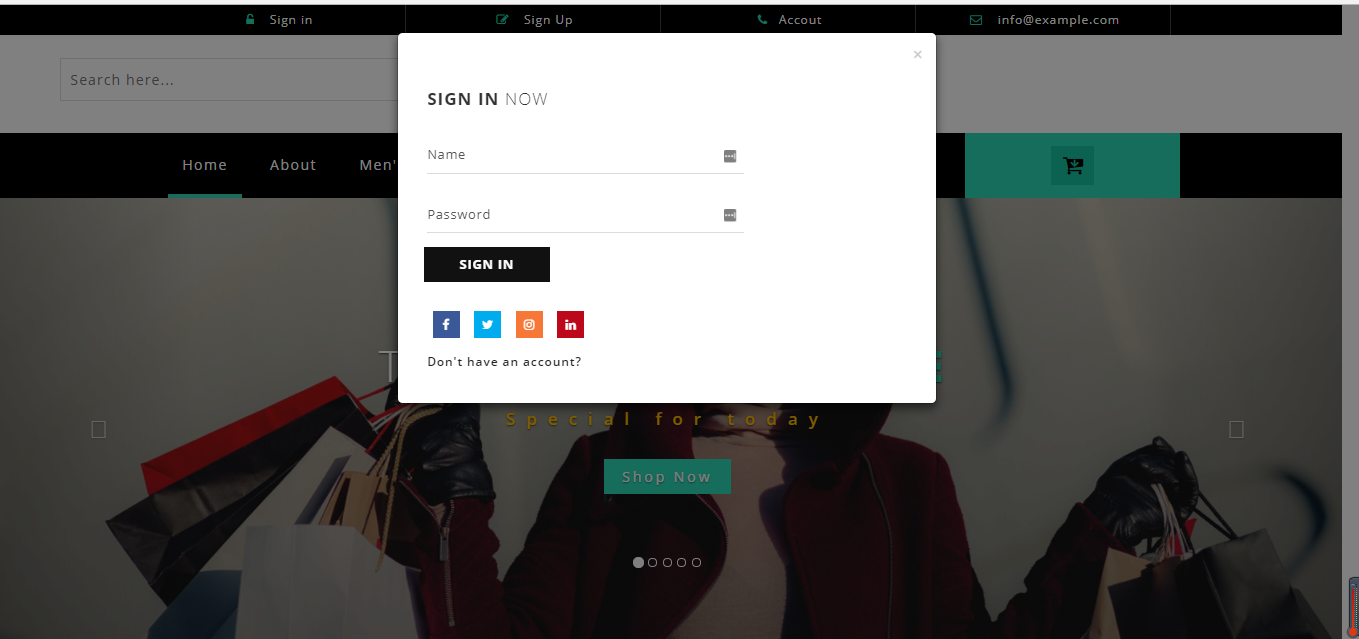 Sign in
Sign Up
Accout
info@example.com
Search here...
×
SIGN IN NOW
Home
About
Men'
Name
Password
SIGN IN
Don't have an account?
T
E
Special for today
Shop Now